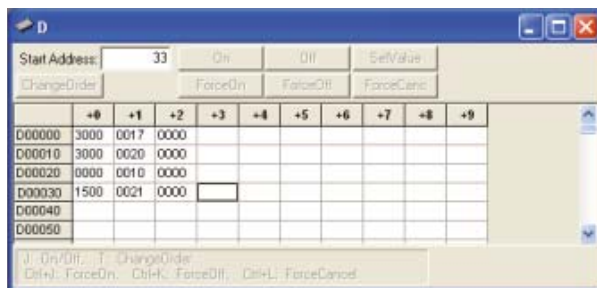 D
Start Address: 33 On Off SetValue
ChangeOrder ForceOn ForceOff ForceCanc
+0 +1 +2 +3 +4 +5 +6 +7 +8 +9
D00000 3000 0017 0000
D00010 3000 0020 0000
D00020 0000 0010 0000
D00030 1500 0021 0000
D00040
D00050
J: On/Off, T: ChangeOrder
Ctrl+J: ForceOn, Ctrl+K: ForceOff, Ctrl+L: ForceCancel